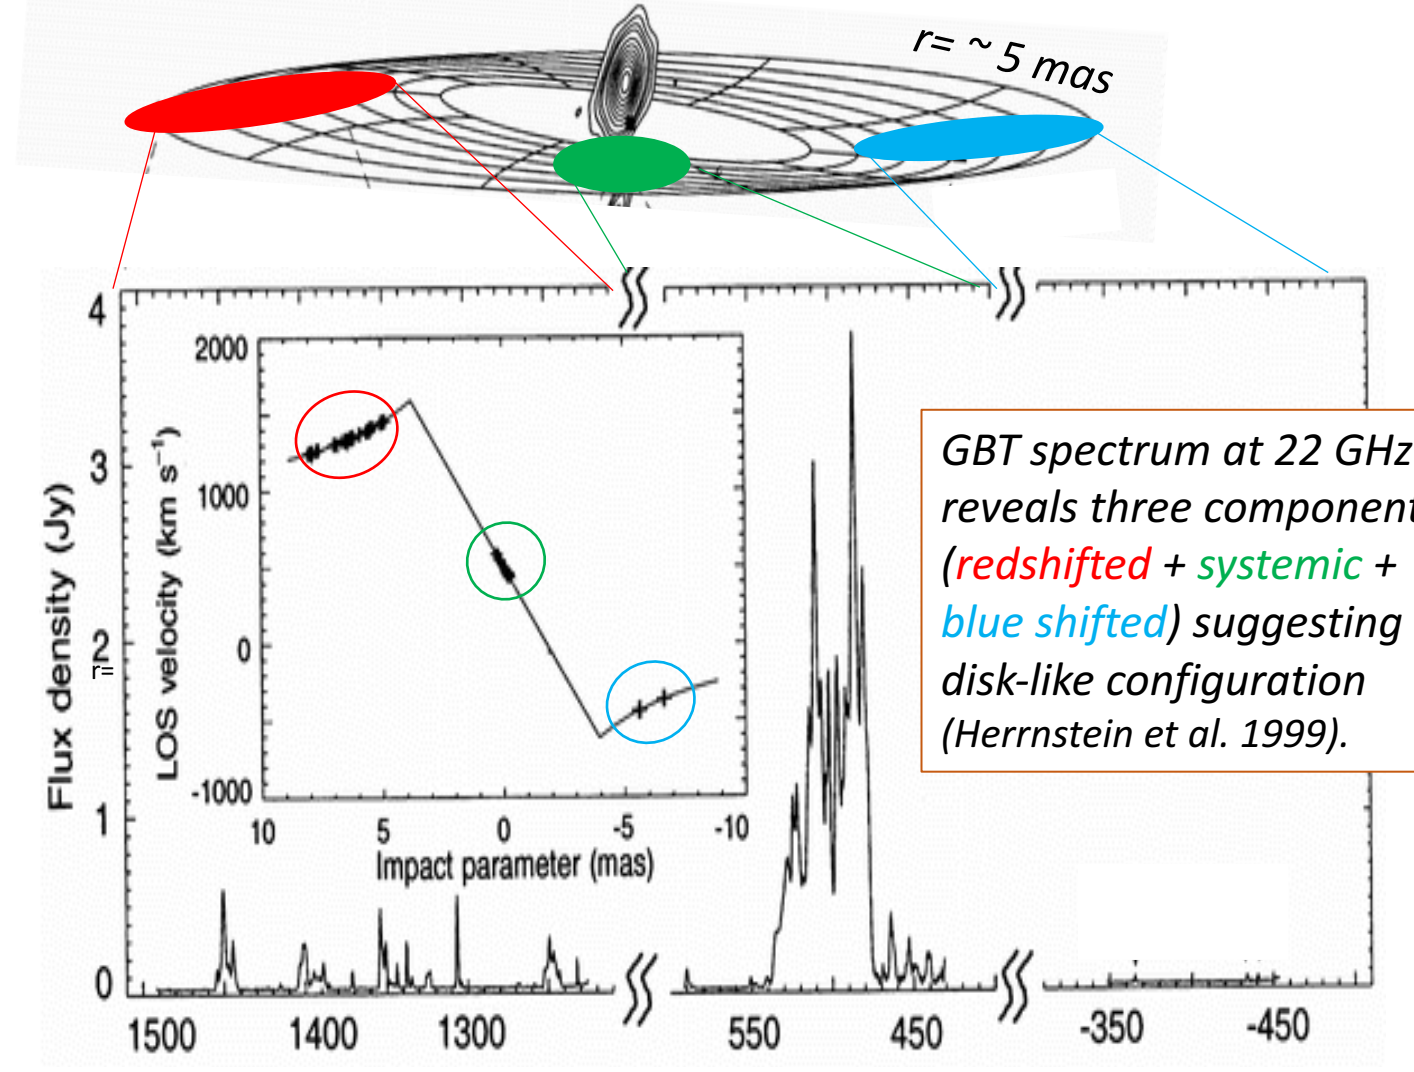 r= ~ 5 mas
4
3
2
1
0
Flux density (Jy)
r=
2000
1000
0
-1000
LOS velocity (km s⁻¹)
10 5 0 -5 -10
Impact parameter (mas)
GBT spectrum at 22 GHz
reveals three component
(redshifted + systemic +
blue shifted) suggesting
disk-like configuration
(Herrnstein et al. 1999).
1500 1400 1300 550 450 -350 -450